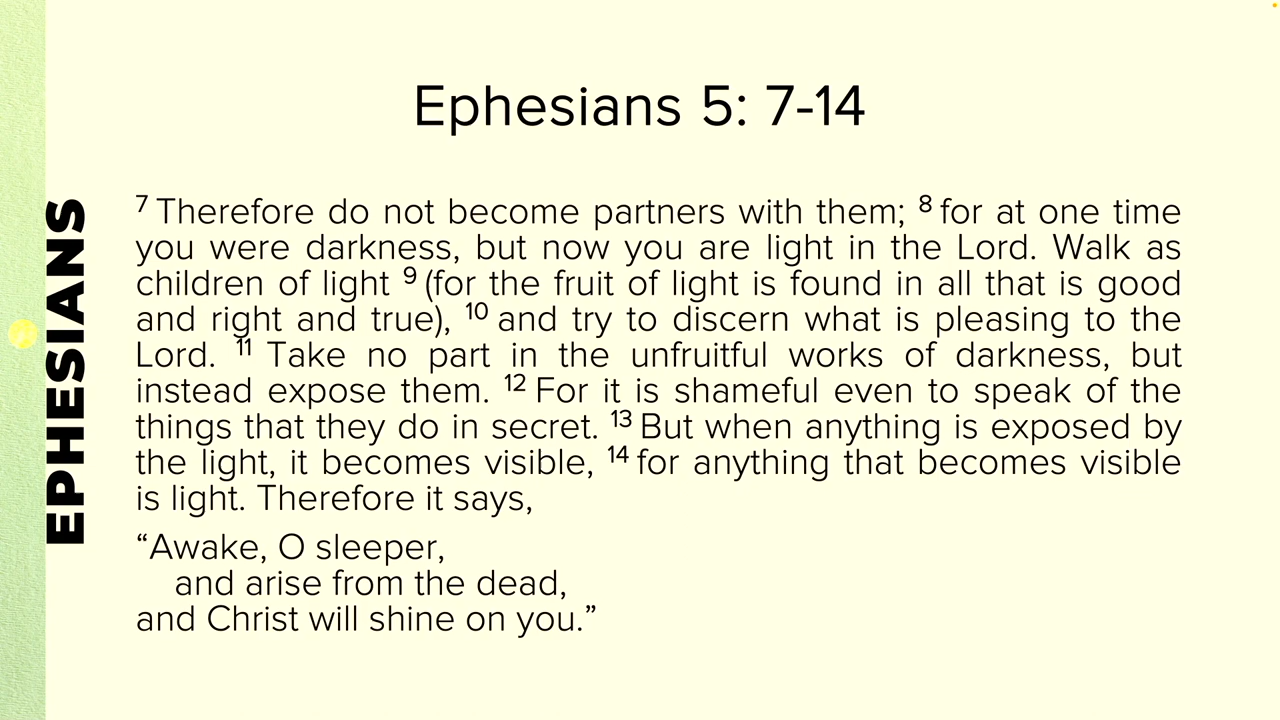 Ephesians 5: 7-14
EPHESIANS
7 Therefore do not become partners with them; 8 for at one time
you were darkness, but now you are light in the Lord. Walk as
children of light 9 (for the fruit of light is found in all that is good
and right and true), 10 and try to discern what is pleasing to the
Lord. 11 Take no part in the unfruitful works of darkness, but
instead expose them. 12 For it is shameful even to speak of the
things that they do in secret. 13 But when anything is exposed by
the light, it becomes visible, 14 for anything that becomes visible
is light. Therefore it says,
“Awake, O sleeper,
and arise from the dead,
and Christ will shine on you.”